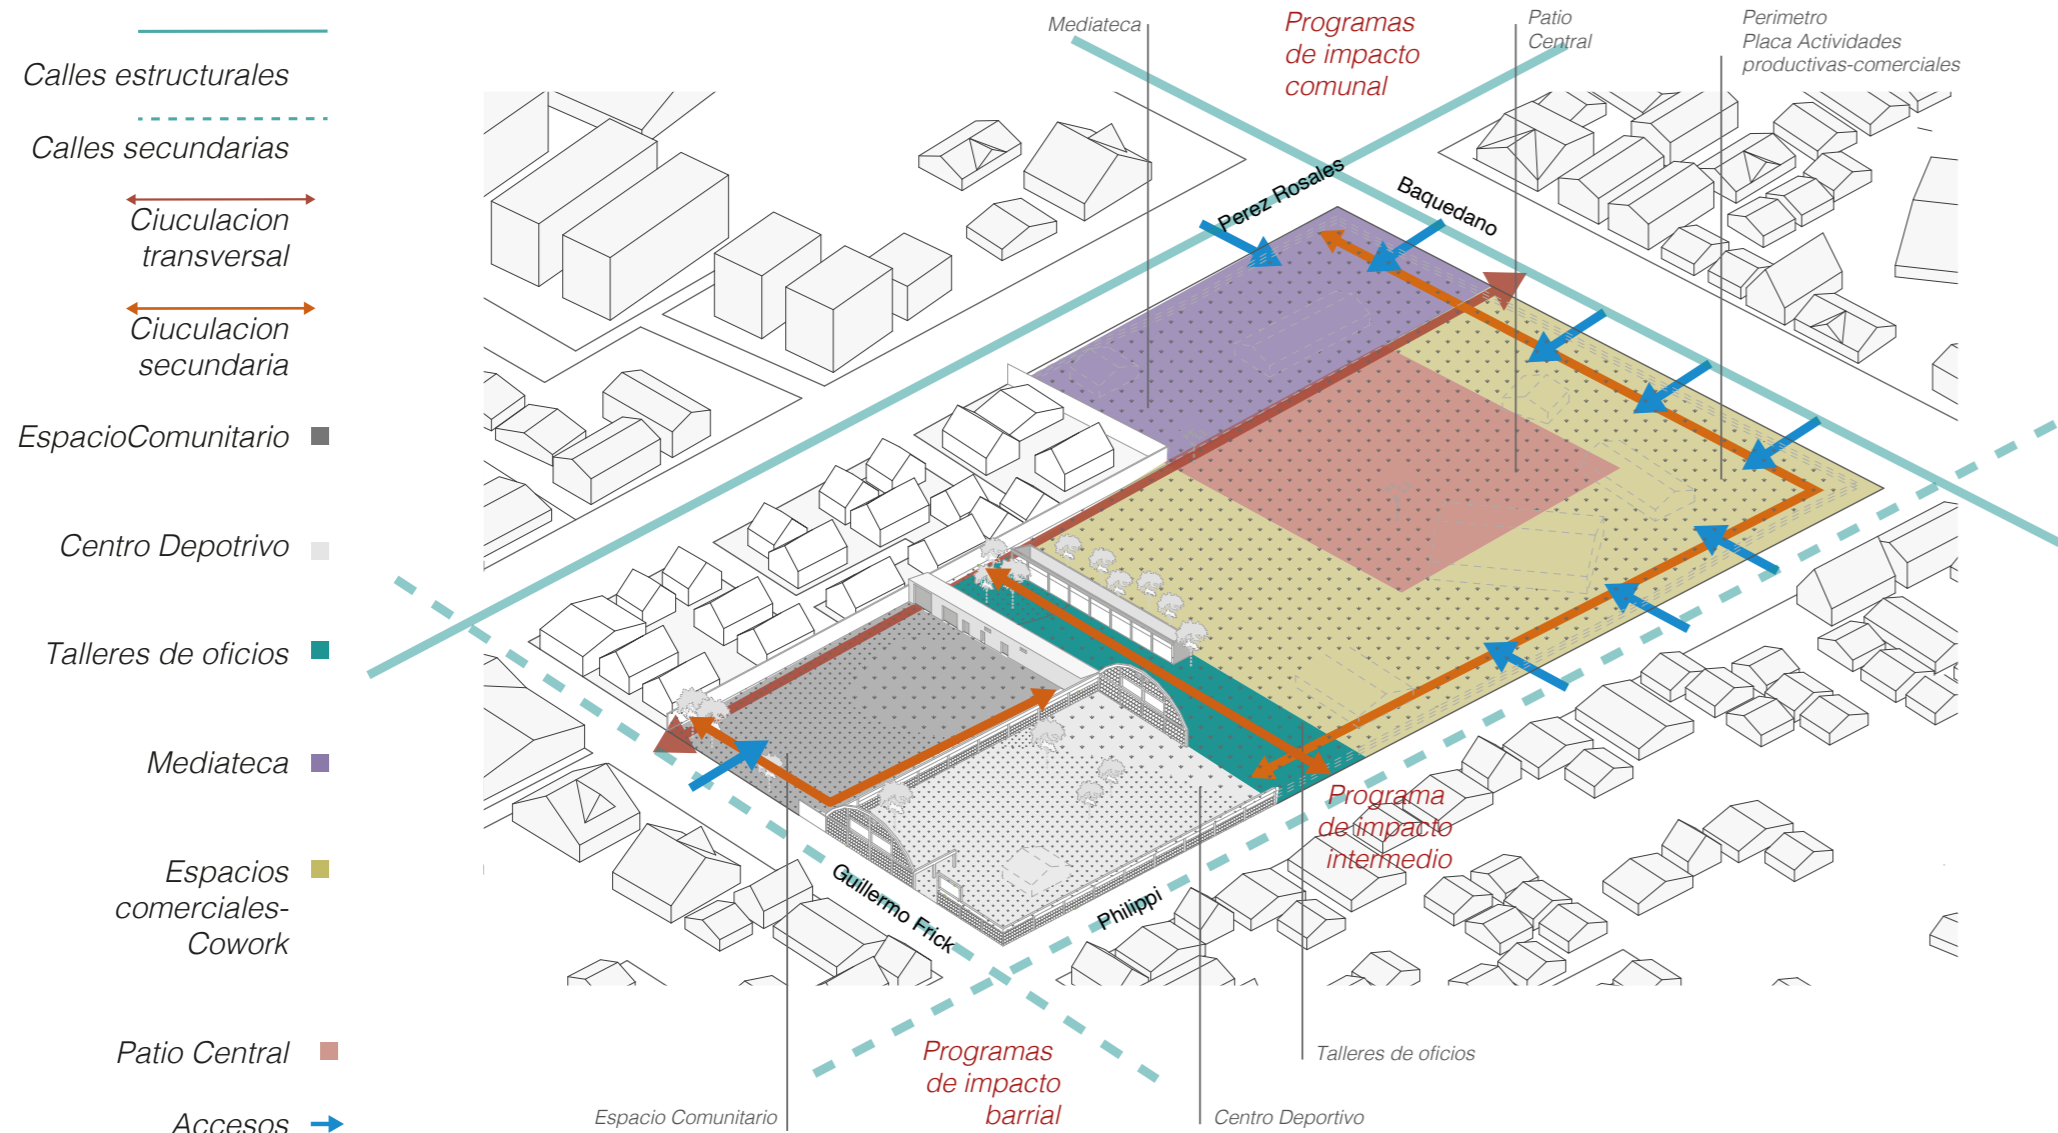 Calles estructurales
Calles secundarias
Ciuculacion
transversal
Ciuculacion
secundaria
EspacioComunitario
Centro Depotrivo
Talleres de oficios
Mediateca
Espacios
comerciales-
Cowork
Patio Central
Accesos
Mediateca
Programas
de impacto
comunal
Patio
Central
Perimetro
Placa Actividades
productivas-comerciales
Perez Rosales
Baquedano
Programa
de impacto
intermedio
Guillermo Frick
Philippi
Programas
de impacto
barrial
Talleres de oficios
Espacio Comunitario
Centro Deportivo